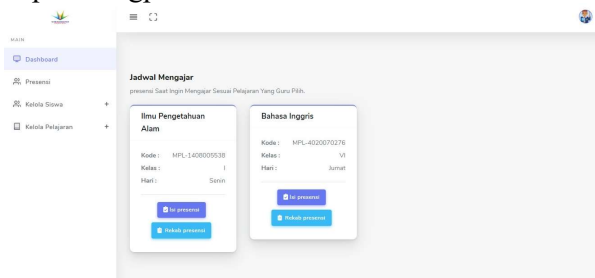 MAIN
Dashboard
Presensi
Kelola Siswa +
Kelola Pelajaran +
Jadwal Mengajar
presensi Saat Ingin Mengajar Sesuai Pelajaran Yang Guru Pilih.
Ilmu Pengetahuan
Alam
Kode : MPL-1408005538
Kelas : I
Hari : Senin
Isi presensi
Rekab presensi
Bahasa Inggris
Kode : MPL-4020070276
Kelas : VI
Hari : Jumat
Isi presensi
Rekab presensi